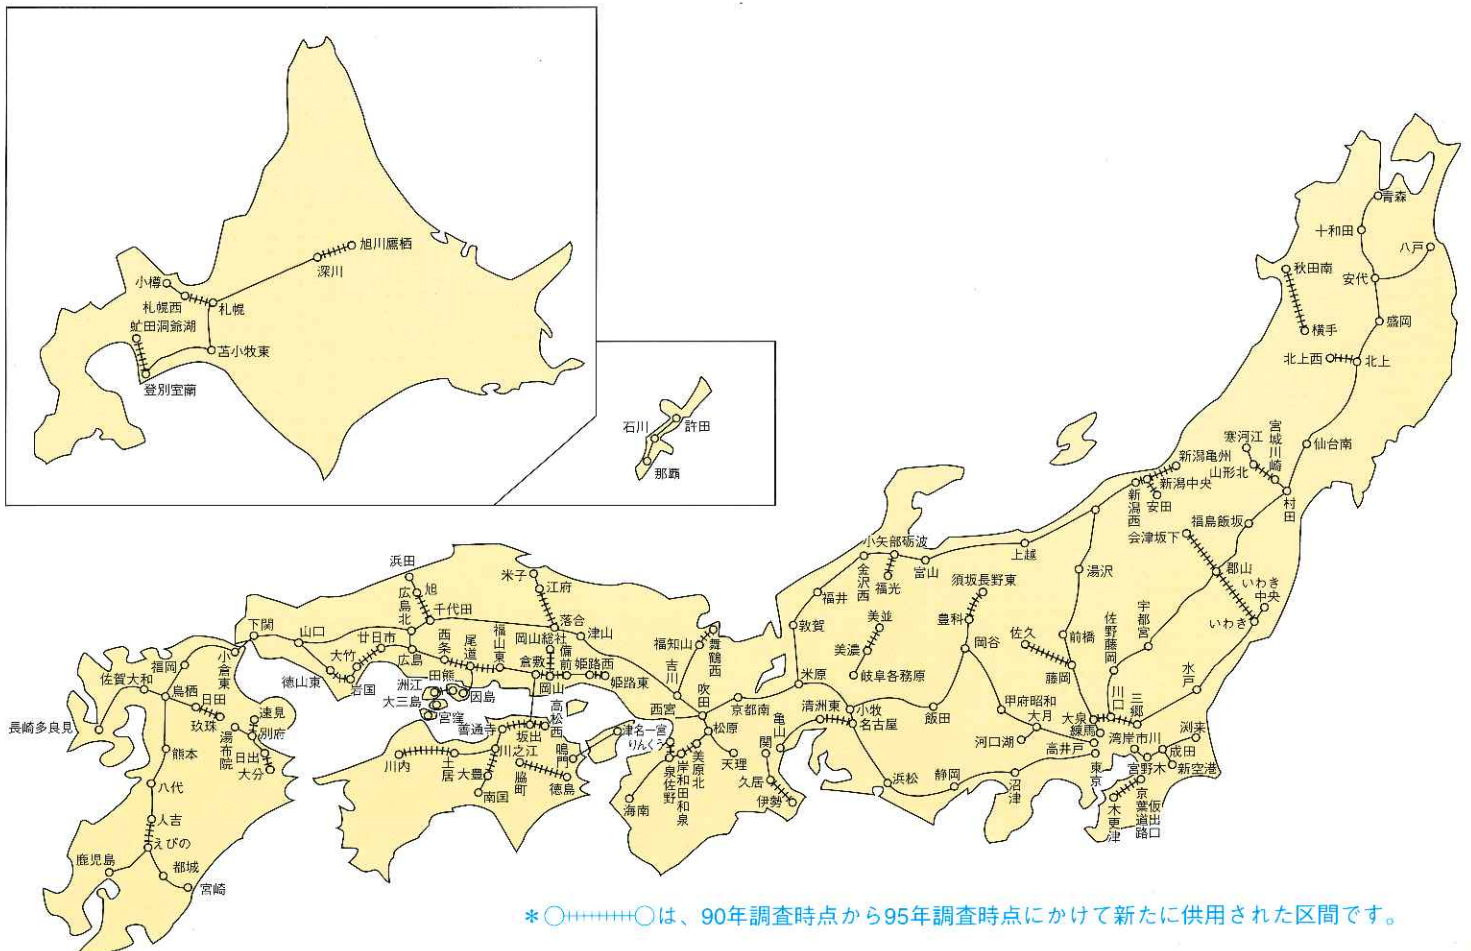 旭川鷹栖
深川
小樽
札幌西
札幌
虻田洞爺湖
苫小牧東
登別室蘭
石川
許田
那覇
青森
十和田
八戸
秋田南
安代
横手
盛岡
北上西
北上
寒河江
宮城川崎
山形北
仙台南
村田
新潟亀州
新潟中央
新潟西
安田
福島飯坂
会津坂下
郡山
いわき中央
いわき
上越
湯沢
小矢部砺波
金沢西
福光
富山
須坂長野東
豊科
岡谷
佐久
前橋
藤岡
佐野藤岡
宇都宮
水戸
福井
敦賀
美並
美濃
岐阜各務原
米原
清洲東
小牧
名古屋
飯田
甲府昭和
大月
河口湖
大泉
練馬
高井戸
東京
川口
三郷
湾岸市川
宮野木
渕来
成田
新空港
木更津
京葉道路
仮出口
浜松
静岡
沼津
浜田
旭
広島北
千代田
米子
江府
落合
津山
岡山総社
備前
姫路西
姫路東
福知山
舞鶴西
吉川
吹田
西宮
京都南
松原
天理
亀山
関
久居
伊勢
美原北
岸和田和泉
泉佐野
りんくう
津名一宮
海南
下関
山口
徳山東
岩国
大竹
廿日市
広島
西条
尾道
福山東
倉敷
岡山
因島
田熊
洲江
大三島
宮窪
善通寺
坂出
高松西
鳴門
徳島
脇町
川之江
大豊
南国
土居
川内
小倉東
福岡
佐賀大和
鳥栖
長崎多良見
日田
玖珠
湯布院
速見
別府
日出
大分
熊本
八代
人吉
えびの
鹿児島
都城
宮崎
*○┼┼┼┼┼┼┼○は、90年調査時点から95年調査時点にかけて新たに供用された区間です。